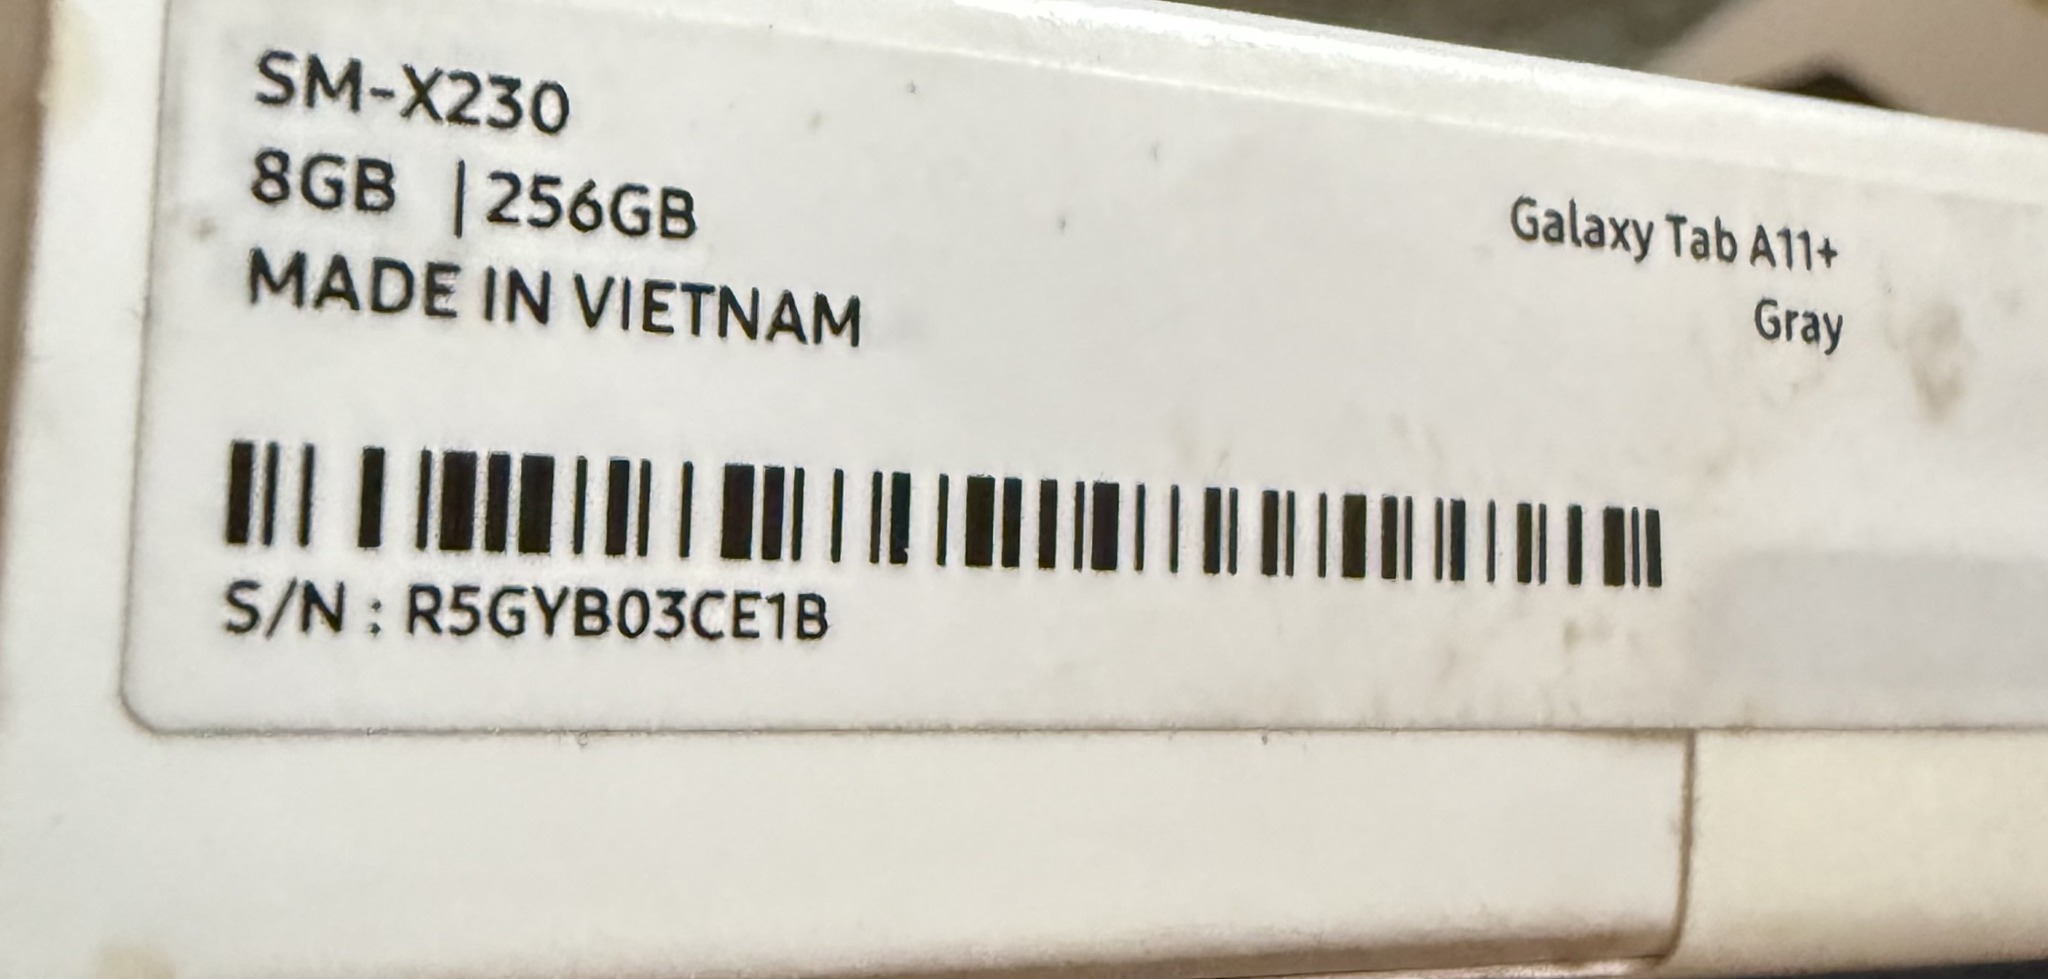 SM-X230
8GB | 256GB
MADE IN VIETNAM
Galaxy Tab A11+
Gray
S/N : R5GYB03CE1B